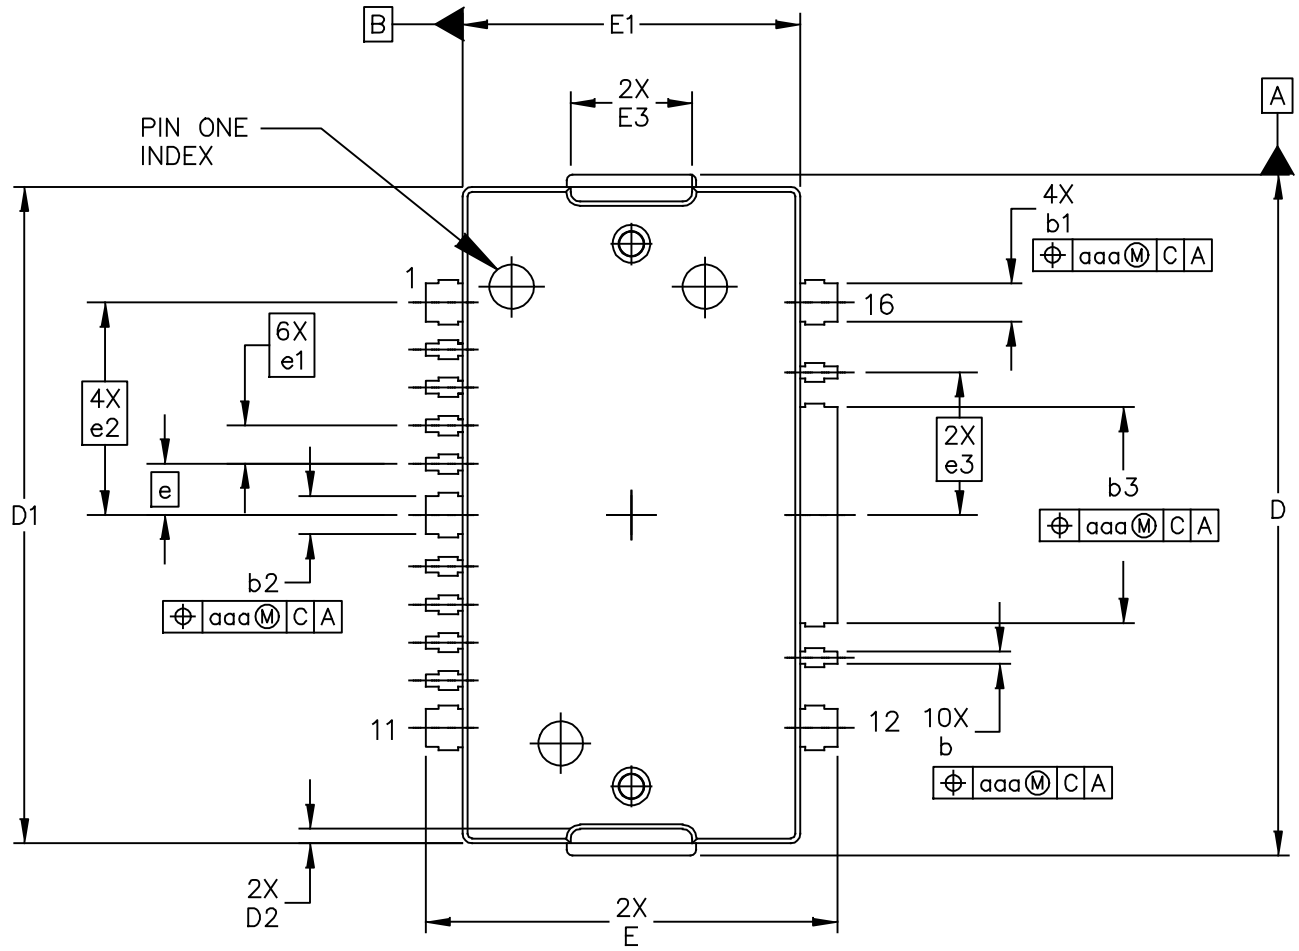 B
E1
2X
E3
A
PIN ONE
INDEX
4X
b1
⌖ aaa Ⓜ C A
1
16
6X
e1
4X
e2
2X
e3
e
b3
⌖ aaa Ⓜ C A
D1
D
b2
⌖ aaa Ⓜ C A
11
12
10X
b
⌖ aaa Ⓜ C A
2X
D2
2X
E